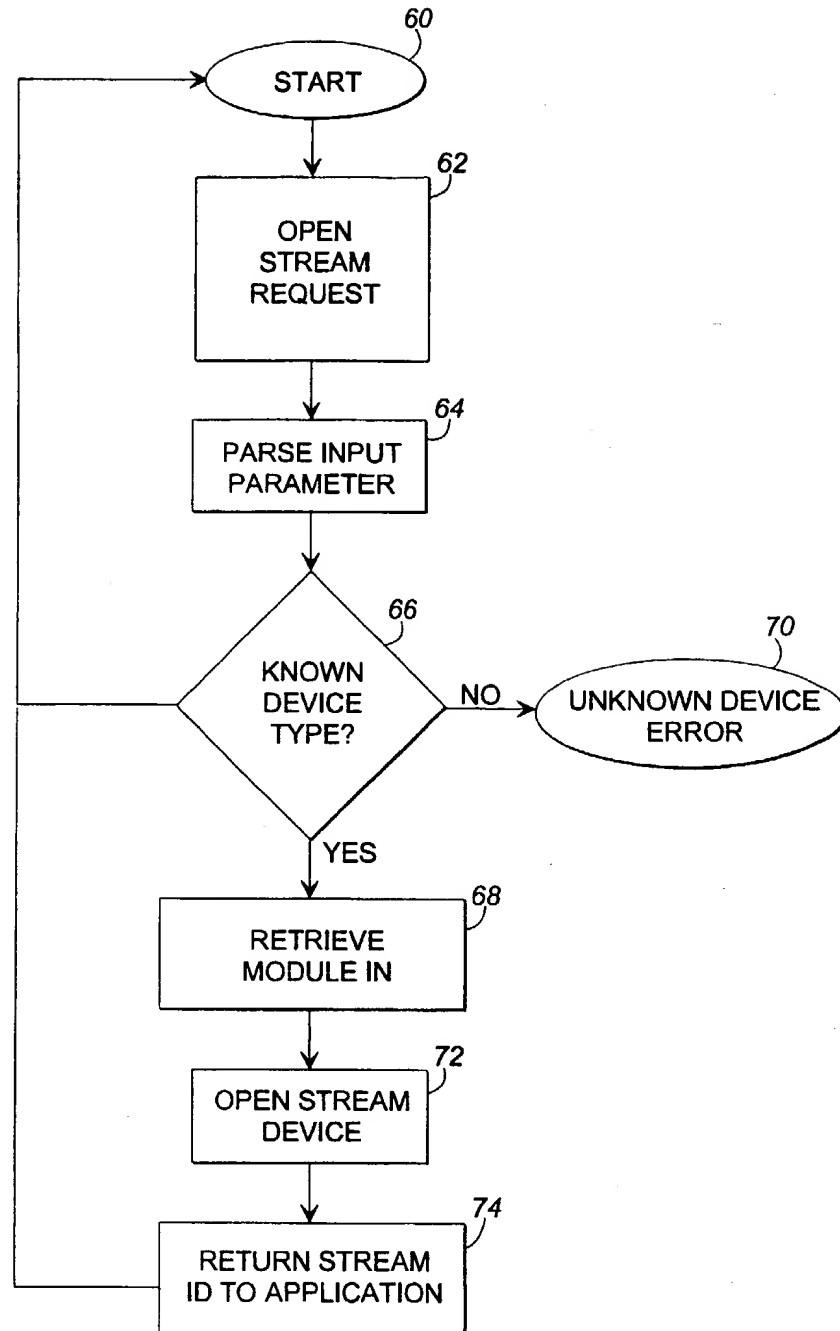 60
START
62
OPEN
STREAM
REQUEST
64
PARSE INPUT
PARAMETER
66
KNOWN
DEVICE
TYPE?
NO
70
UNKNOWN DEVICE
ERROR
YES
68
RETRIEVE
MODULE IN
72
OPEN STREAM
DEVICE
74
RETURN STREAM
ID TO APPLICATION